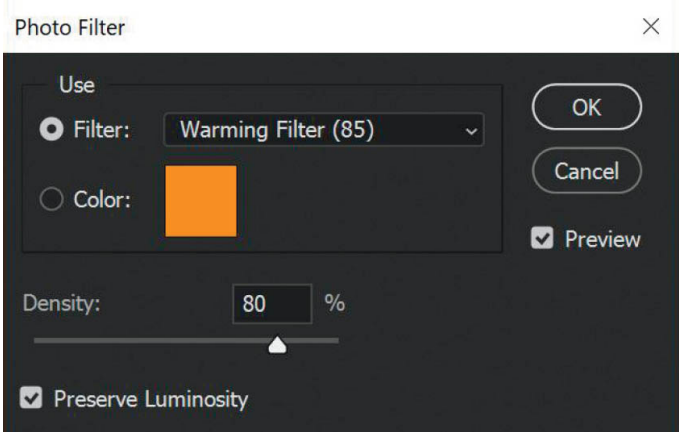 Photo Filter
Use
Filter: Warming Filter (85)
Color:
OK
Cancel
Preview
Density: 80 %
Preserve Luminosity